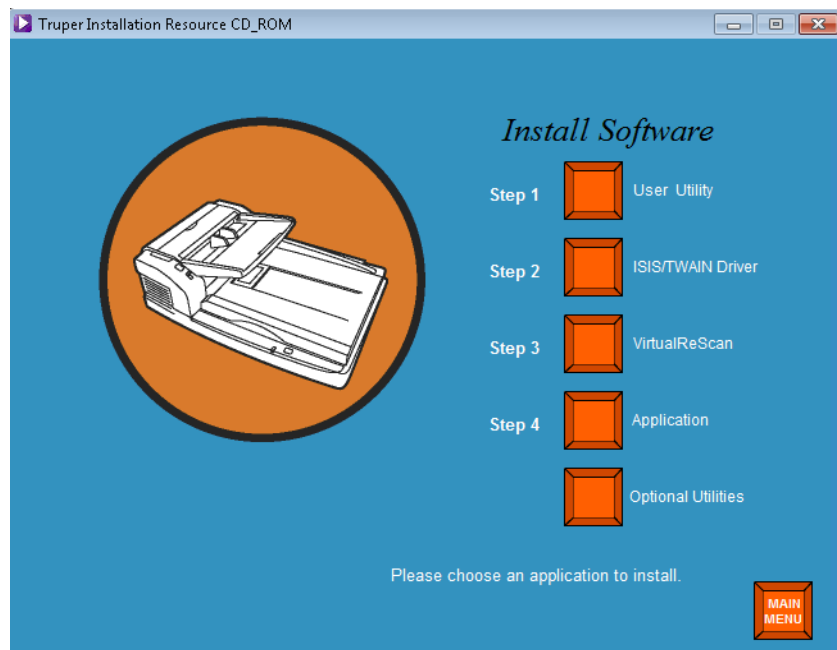 Truper Installation Resource CD_ROM
Install Software
Step 1 User Utility
Step 2 ISIS/TWAIN Driver
Step 3 VirtualReScan
Step 4 Application
Optional Utilities
Please choose an application to install.
MAIN
MENU